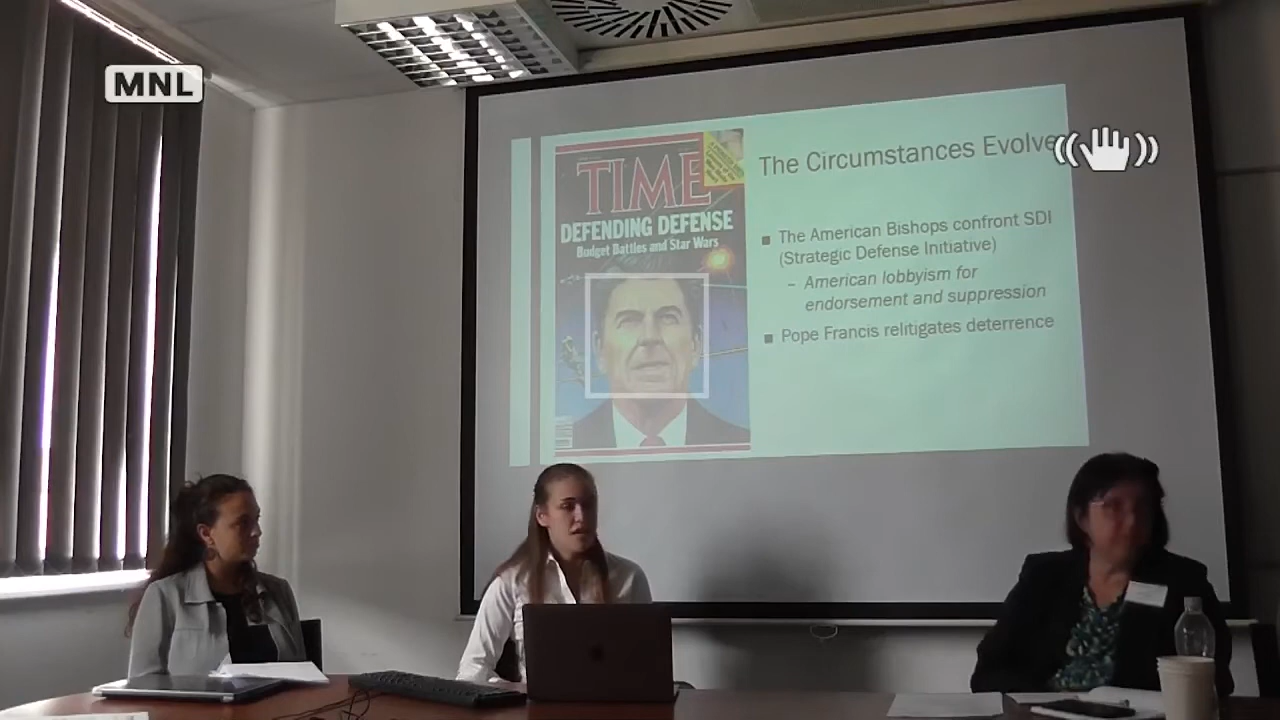 MNL
TIME
DEFENDING DEFENSE
Budget Battles and Star Wars
The Circumstances Evolve
The American Bishops confront SDI
(Strategic Defense Initiative)
– American lobbyism for
endorsement and suppression
Pope Francis relitigates deterrence